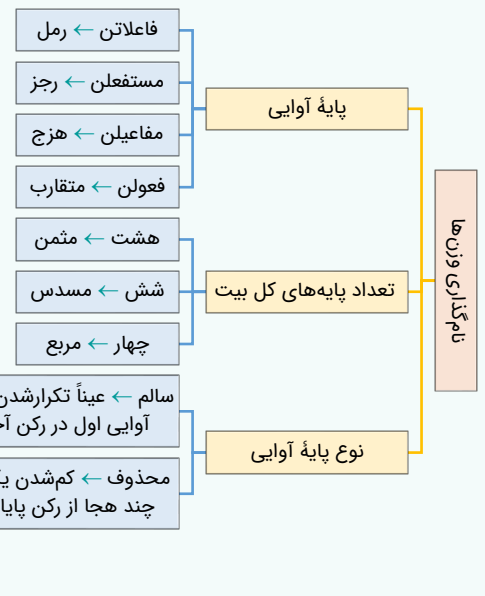 نام‌گذاری وزن‌ها
پایهٔ آوایی
فاعلاتن ← رمل
مستفعلن ← رجز
مفاعیلن ← هزج
فعولن ← متقارب
تعداد پایه‌های کل بیت
هشت ← مثمن
شش ← مسدس
چهار ← مربع
نوع پایهٔ آوایی
سالم ← عیناً تکرارشدن
آوایی اول در رکن
محذوف ← کم‌شدن
چند هجا از رکن